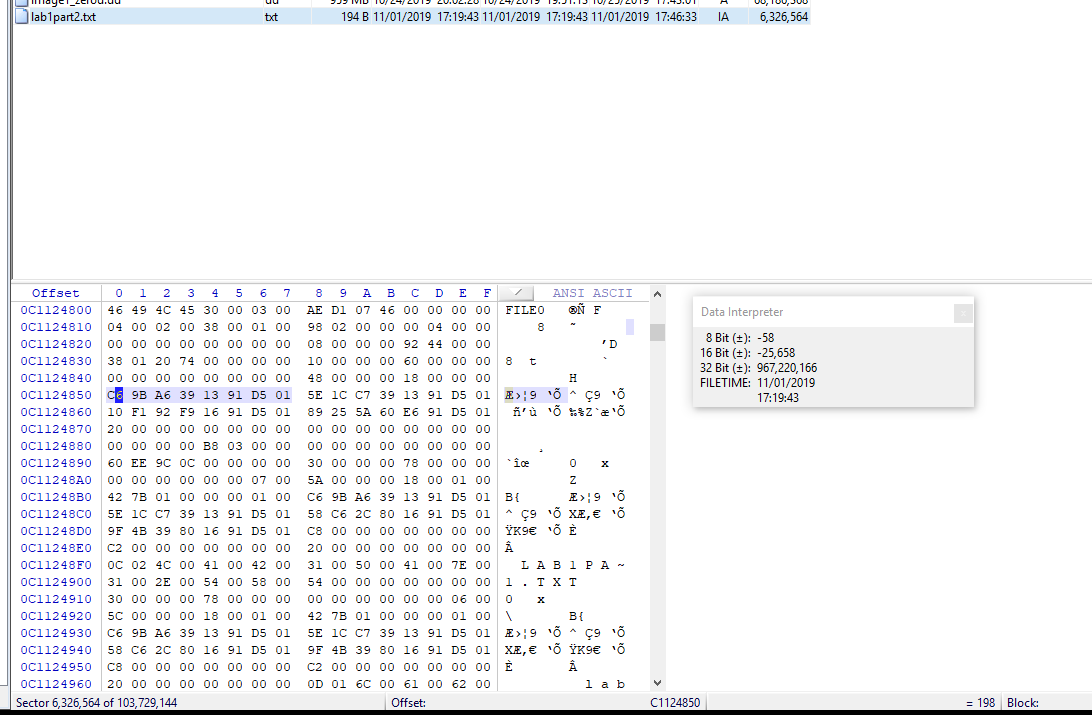 lab1part2.txt txt 194 B 11/01/2019 17:19:43 11/01/2019 17:19:43 11/01/2019 17:46:33 IA 6,326,564
Offset 0 1 2 3 4 5 6 7 8 9 A B C D E F ANSI ASCII
0C1124800 46 49 4C 45 30 00 03 00 AE D1 07 46 00 00 00 00 FILE0 ®Ñ F
0C1124810 04 00 02 00 38 00 01 00 98 02 00 00 00 04 00 00 8 ˜
0C1124820 00 00 00 00 00 00 00 00 08 00 00 00 92 44 00 00 ’D
0C1124830 38 01 20 74 00 00 00 00 10 00 00 00 60 00 00 00 8 t `
0C1124840 00 00 00 00 00 00 00 00 48 00 00 00 18 00 00 00 H
0C1124850 C6 9B A6 39 13 91 D5 01 5E 1C C7 39 13 91 D5 01 Æ›¦9 ‘Õ ^ Ç9 ‘Õ
0C1124860 10 F1 92 F9 16 91 D5 01 89 25 5A 60 E6 91 D5 01 ñ’ù ‘Õ ‰%Z`æ‘Õ
0C1124870 20 00 00 00 00 00 00 00 00 00 00 00 00 00 00 00
0C1124880 00 00 00 00 B8 03 00 00 00 00 00 00 00 00 00 00 ¸
0C1124890 60 EE 9C 0C 00 00 00 00 30 00 00 00 78 00 00 00 `îœ 0 x
0C11248A0 00 00 00 00 00 00 07 00 5A 00 00 00 18 00 01 00 Z
0C11248B0 42 7B 01 00 00 00 01 00 C6 9B A6 39 13 91 D5 01 B{ Æ›¦9 ‘Õ
0C11248C0 5E 1C C7 39 13 91 D5 01 58 C6 2C 80 16 91 D5 01 ^ Ç9 ‘Õ XÆ,€ ‘Õ
0C11248D0 9F 4B 39 80 16 91 D5 01 C8 00 00 00 00 00 00 00 ŸK9€ ‘Õ È
0C11248E0 C2 00 00 00 00 00 00 00 20 00 00 00 00 00 00 00 Â
0C11248F0 0C 02 4C 00 41 00 42 00 31 00 50 00 41 00 7E 00 L A B 1 P A ~
0C1124900 31 00 2E 00 54 00 58 00 54 00 00 00 00 00 00 00 1 . T X T
0C1124910 30 00 00 00 78 00 00 00 00 00 00 00 00 00 06 00 0 x
0C1124920 5C 00 00 00 18 00 01 00 42 7B 01 00 00 00 01 00 \ B{
0C1124930 C6 9B A6 39 13 91 D5 01 5E 1C C7 39 13 91 D5 01 Æ›¦9 ‘Õ ^ Ç9 ‘Õ
0C1124940 58 C6 2C 80 16 91 D5 01 9F 4B 39 80 16 91 D5 01 XÆ,€ ‘Õ ŸK9€ ‘Õ
0C1124950 C8 00 00 00 00 00 00 00 C2 00 00 00 00 00 00 00 È Â
0C1124960 20 00 00 00 00 00 00 00 0D 01 6C 00 61 00 62 00 l a b
Data Interpreter
8 Bit (±): -58
16 Bit (±): -25,658
32 Bit (±): 967,220,166
FILETIME: 11/01/2019
17:19:43
Sector 6,326,564 of 103,729,144 Offset: C1124850 = 198 Block: